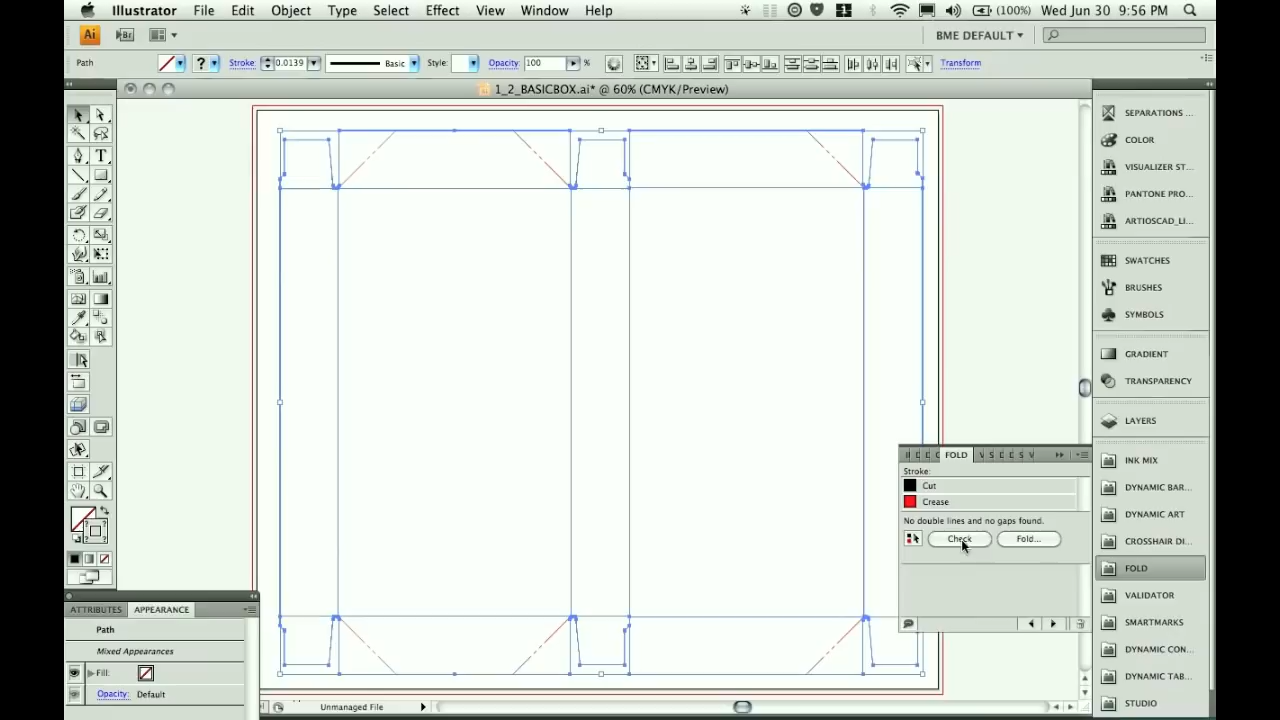 Illustrator File Edit Object Type Select Effect View Window Help 1 (100%) Wed Jun 30 9:56 PM
Ai Br BME DEFAULT
Path ? Stroke: 0.0139 Basic Style: Opacity: 100 % Transform
1_2_BASICBOX.ai* @ 60% (CMYK/Preview)
SEPARATIONS ...
COLOR
VISUALIZER ST...
PANTONE PRO...
ARTIOSCAD_LI...
SWATCHES
BRUSHES
SYMBOLS
GRADIENT
TRANSPARENCY
LAYERS
INK MIX
DYNAMIC BAR...
DYNAMIC ART
CROSSHAIR DI...
FOLD
VALIDATOR
SMARTMARKS
DYNAMIC CON...
DYNAMIC TAB...
STUDIO
FOLD
Stroke:
Cut
Crease
No double lines and no gaps found.
Check Fold...
ATTRIBUTES APPEARANCE
Path
Mixed Appearances
Fill:
Opacity: Default
Unmanaged File